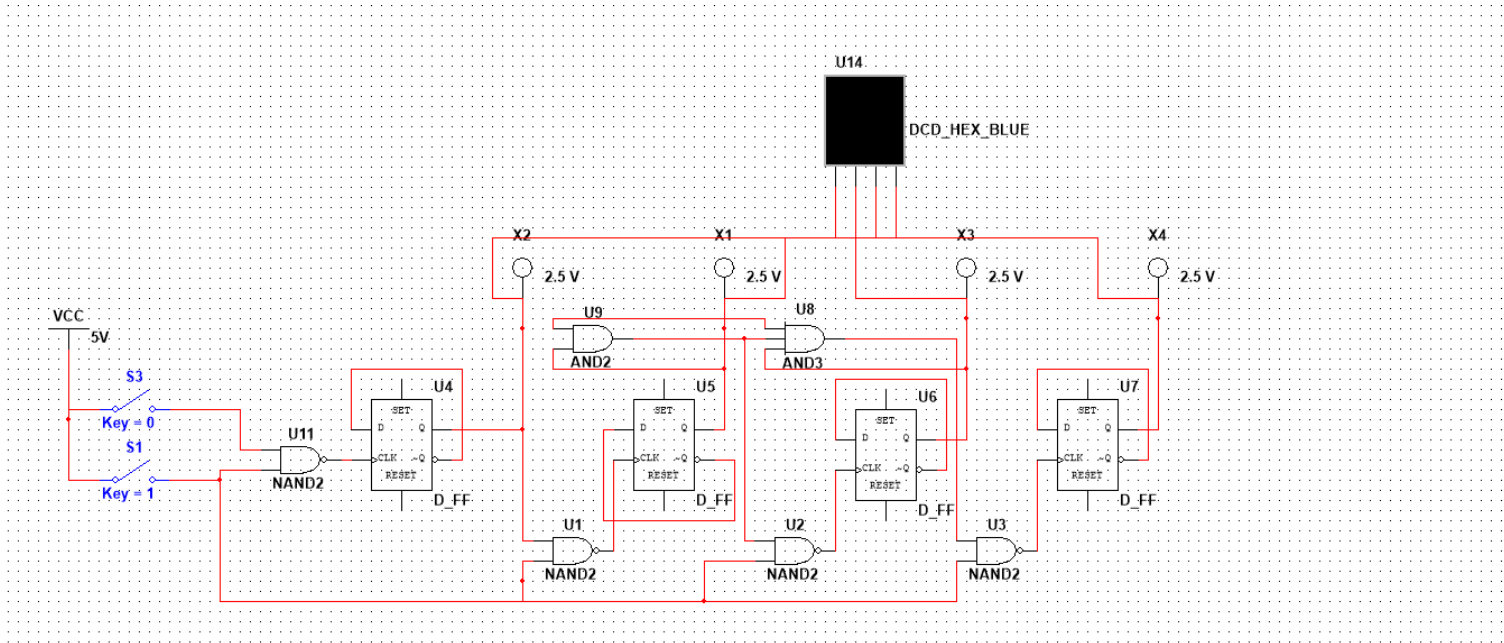 U14
DCD_HEX_BLUE
X2
2.5 V
X1
2.5 V
X3
2.5 V
X4
2.5 V
VCC
5V
U9
AND2
U8
AND3
S3
Key = 0
S1
Key = 1
U11
NAND2
U4
SET
D Q
CLK ~Q
RESET
D_FF
U5
SET
D Q
CLK ~Q
RESET
D_FF
U6
SET
D Q
CLK ~Q
RESET
D_FF
U7
SET
D Q
CLK ~Q
RESET
D_FF
U1
NAND2
U2
NAND2
U3
NAND2